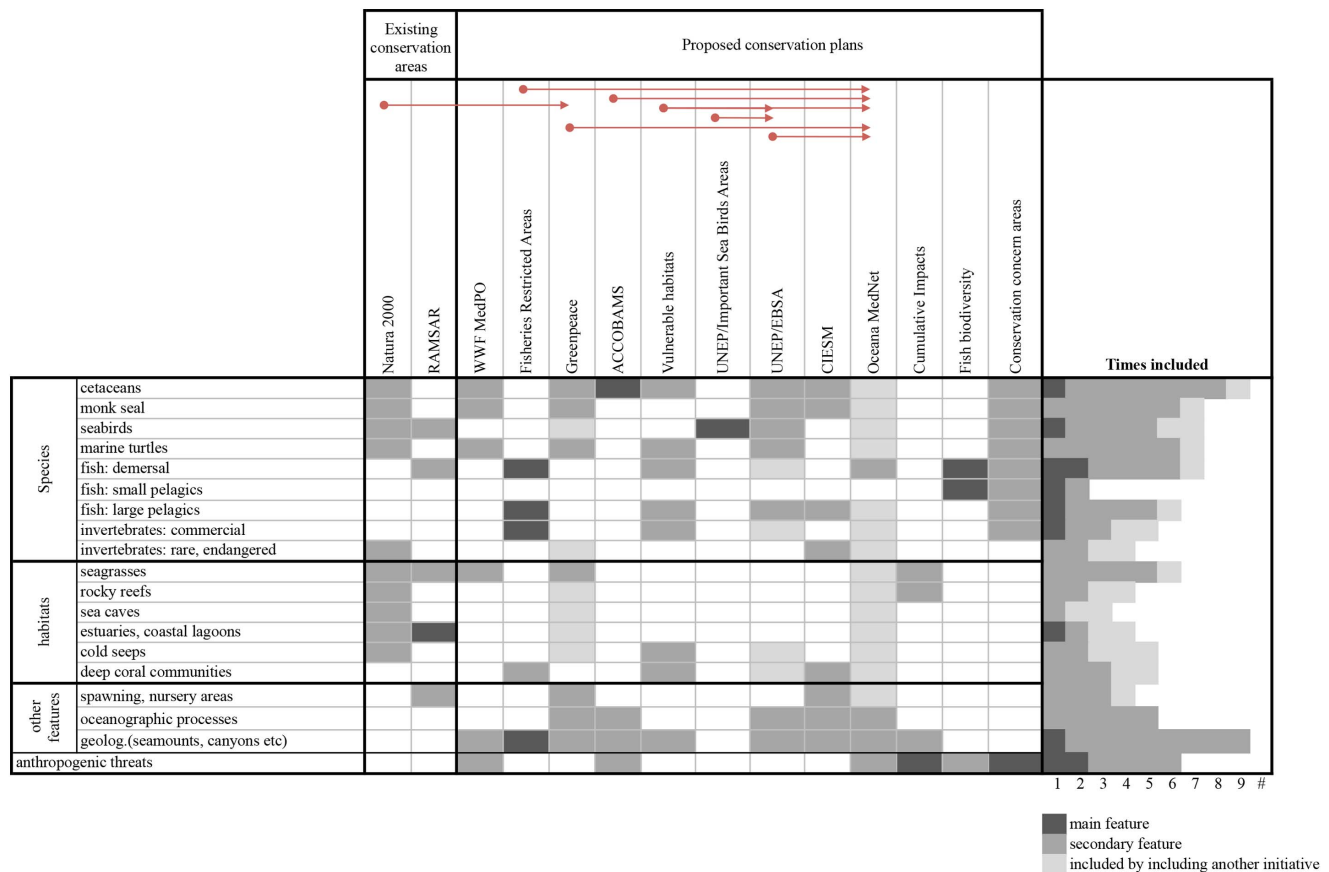 Existing
conservation
areas
Proposed conservation plans
Natura 2000
RAMSAR
WWF MedPO
Fisheries Restricted Areas
Greenpeace
ACCOBAMS
Vulnerable habitats
UNEP/Important Sea Birds Areas
UNEP/EBSA
CIESM
Oceana MedNet
Cumulative Impacts
Fish biodiversity
Conservation concern areas
Times included
Species
cetaceans
monk seal
seabirds
marine turtles
fish: demersal
fish: small pelagics
fish: large pelagics
invertebrates: commercial
invertebrates: rare, endangered
habitats
seagrasses
rocky reefs
sea caves
estuaries, coastal lagoons
cold seeps
deep coral communities
other
features
spawning, nursery areas
oceanographic processes
geolog.(seamounts, canyons etc)
anthropogenic threats
1 2 3 4 5 6 7 8 9 #
main feature
secondary feature
included by including another initiative